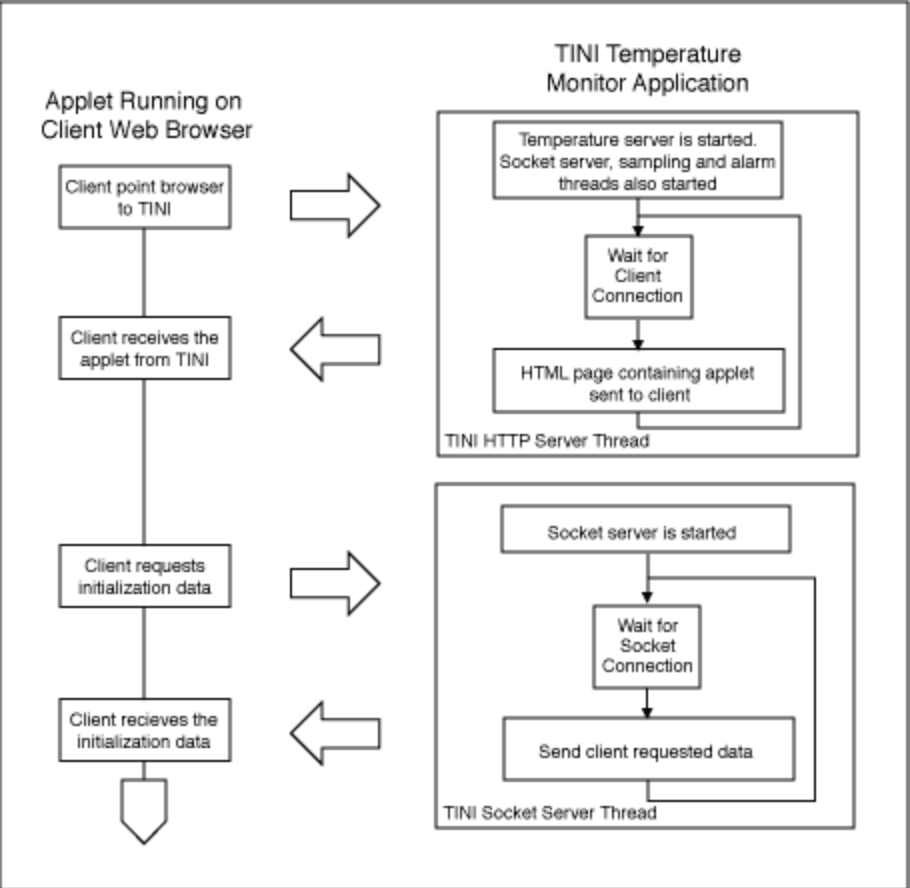 Applet Running on
Client Web Browser
Client point browser
to TINI
Client receives the
applet from TINI
Client requests
initialization data
Client recieves the
initialization data
TINI Temperature
Monitor Application
Temperature server is started.
Socket server, sampling and alarm
threads also started
Wait for
Client
Connection
HTML page containing applet
sent to client
TINI HTTP Server Thread
Socket server is started
Wait for
Socket
Connection
Send client requested data
TINI Socket Server Thread